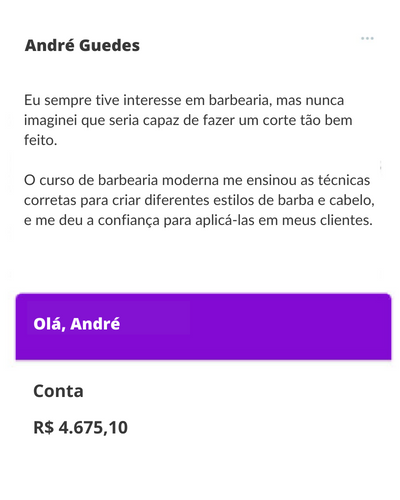 André Guedes
Eu sempre tive interesse em barbearia, mas nunca
imaginei que seria capaz de fazer um corte tão bem
feito.
O curso de barbearia moderna me ensinou as técnicas
corretas para criar diferentes estilos de barba e cabelo,
e me deu a confiança para aplicá-las em meus clientes.
Olá, André
Conta
R$ 4.675,10